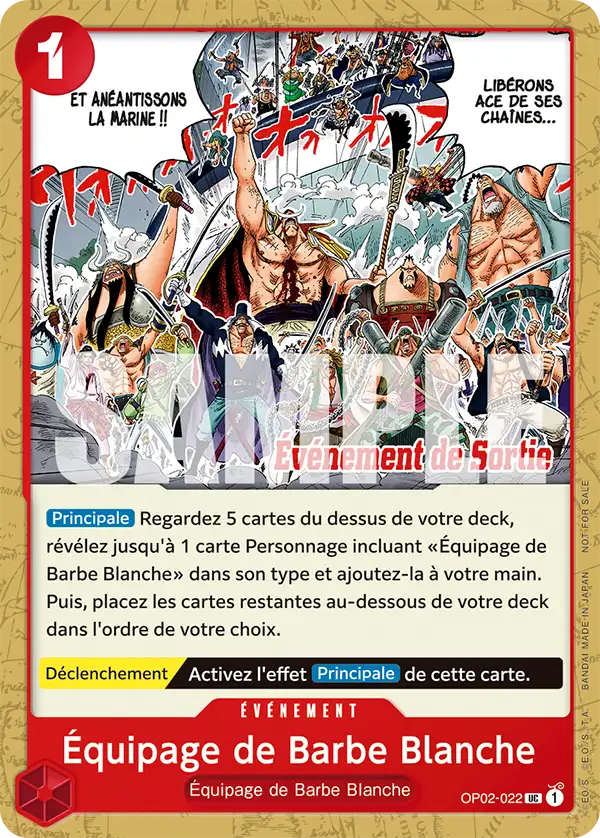 1
ET ANÉANTISSONS
LA MARINE !!
LIBÉRONS
ACE DE SES
CHAÎNES...
SAMPLE
Événement de Sortie
Principale Regardez 5 cartes du dessus de votre deck,
révélez jusqu'à 1 carte Personnage incluant «Équipage de
Barbe Blanche» dans son type et ajoutez-la à votre main.
Puis, placez les cartes restantes au-dessous de votre deck
dans l'ordre de votre choix.
Déclenchement Activez l'effet Principale de cette carte.
ÉVÉNEMENT
Équipage de Barbe Blanche
Équipage de Barbe Blanche
OP02-022 UC 1
BANDAI MADE IN JAPAN NOT FOR SALE